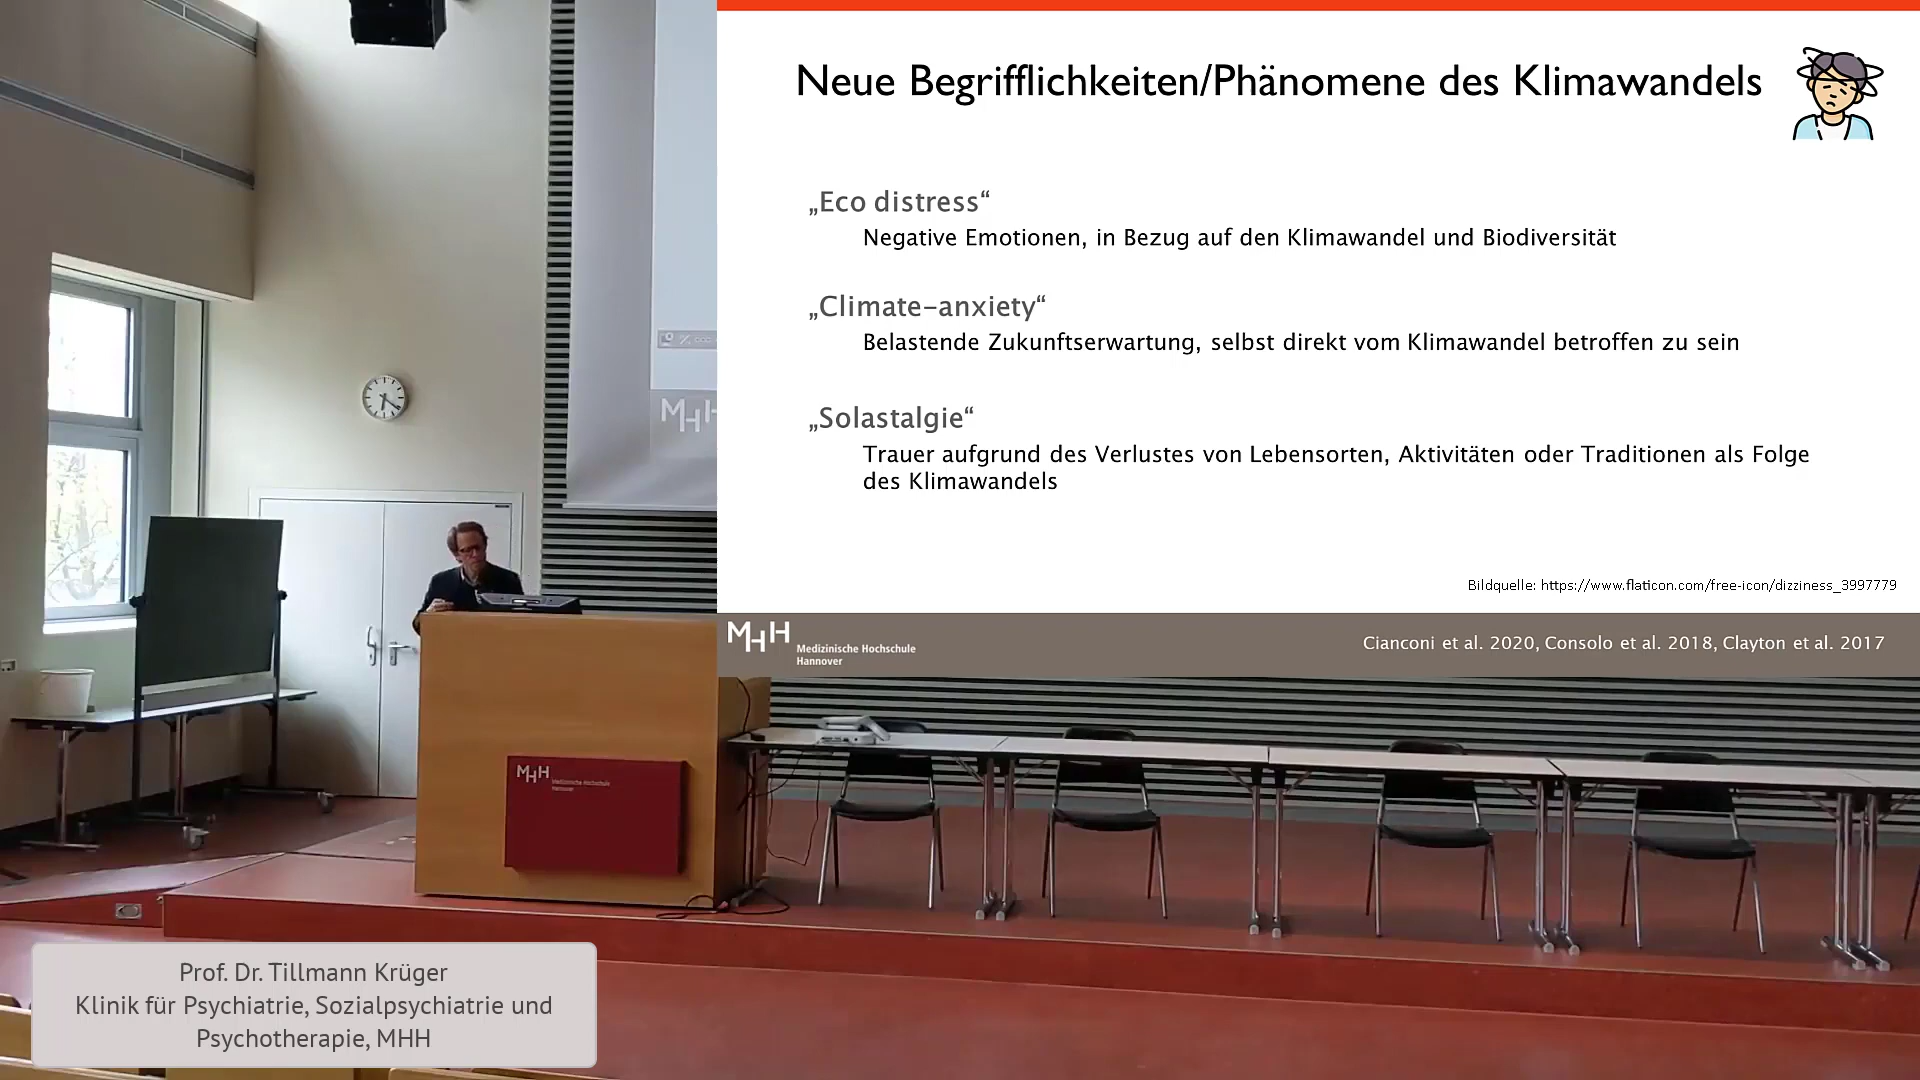 Neue Begrifflichkeiten/Phänomene des Klimawandels
„Eco distress“
Negative Emotionen, in Bezug auf den Klimawandel und Biodiversität
„Climate-anxiety“
Belastende Zukunftserwartung, selbst direkt vom Klimawandel betroffen zu sein
„Solastalgie“
Trauer aufgrund des Verlustes von Lebensorten, Aktivitäten oder Traditionen als Folge
des Klimawandels
Bildquelle: https://www.flaticon.com/free-icon/dizziness_3997779
MHH Medizinische Hochschule
Hannover
Cianconi et al. 2020, Consolo et al. 2018, Clayton et al. 2017
MHH
MHH Medizinische Hochschule
Hannover
Prof. Dr. Tillmann Krüger
Klinik für Psychiatrie, Sozialpsychiatrie und
Psychotherapie, MHH